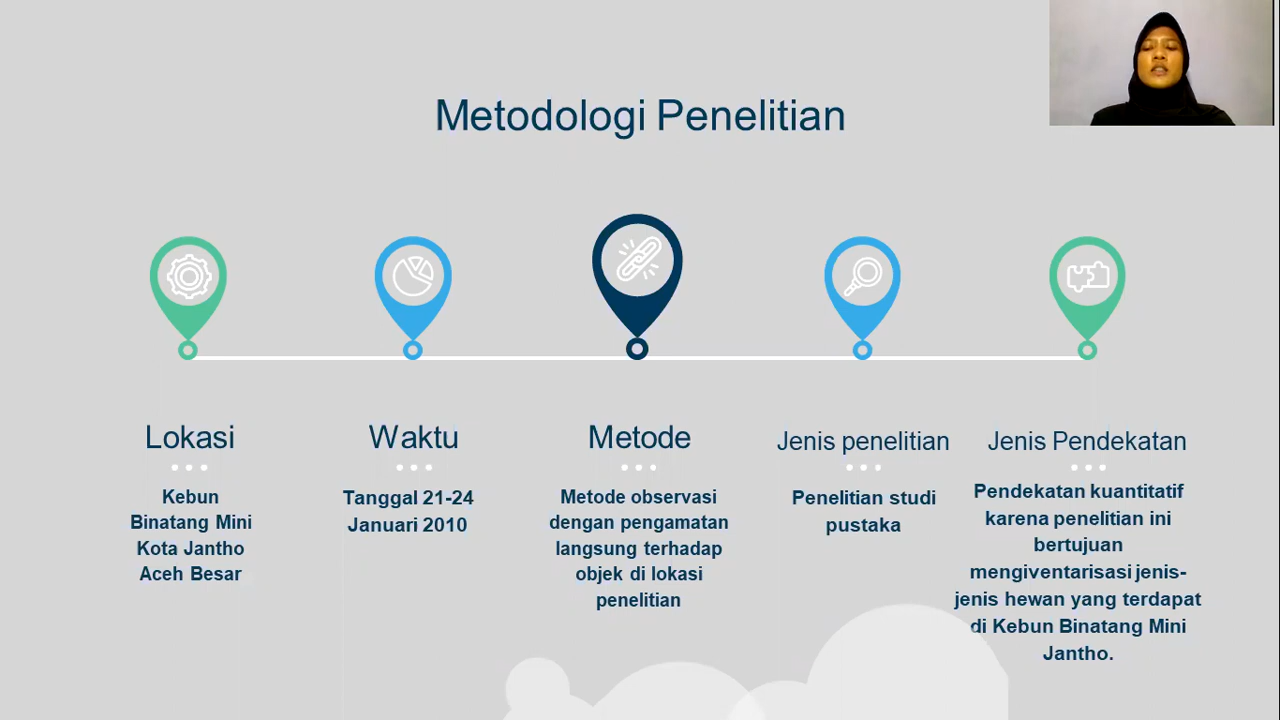 Metodologi Penelitian
Lokasi
Kebun
Binatang Mini
Kota Jantho
Aceh Besar
Waktu
Tanggal 21-24
Januari 2010
Metode
Metode observasi
dengan pengamatan
langsung terhadap
objek di lokasi
penelitian
Jenis penelitian
Penelitian studi
pustaka
Jenis Pendekatan
Pendekatan kuantitatif
karena penelitian ini
bertujuan
mengiventarisasi jenis-
jenis hewan yang terdapat
di Kebun Binatang Mini
Jantho.